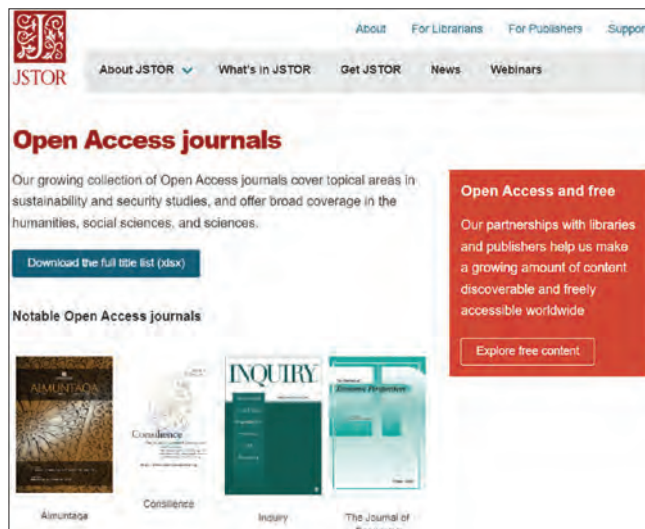 About For Librarians For Publishers Suppor
JSTOR
About JSTOR What's in JSTOR Get JSTOR News Webinars
Open Access journals
Our growing collection of Open Access journals cover topical areas in
sustainability and security studies, and offer broad coverage in the
humanities, social sciences, and sciences.
Download the full title list (xlsx)
Open Access and free
Our partnerships with libraries
and publishers help us make
a growing amount of content
discoverable and freely
accessible worldwide
Explore free content
Notable Open Access journals
ALMUNTAQA
Consilience
INQUIRY
Economic Perspectives
Almuntaqa
Consilience
Inquiry
The Journal of